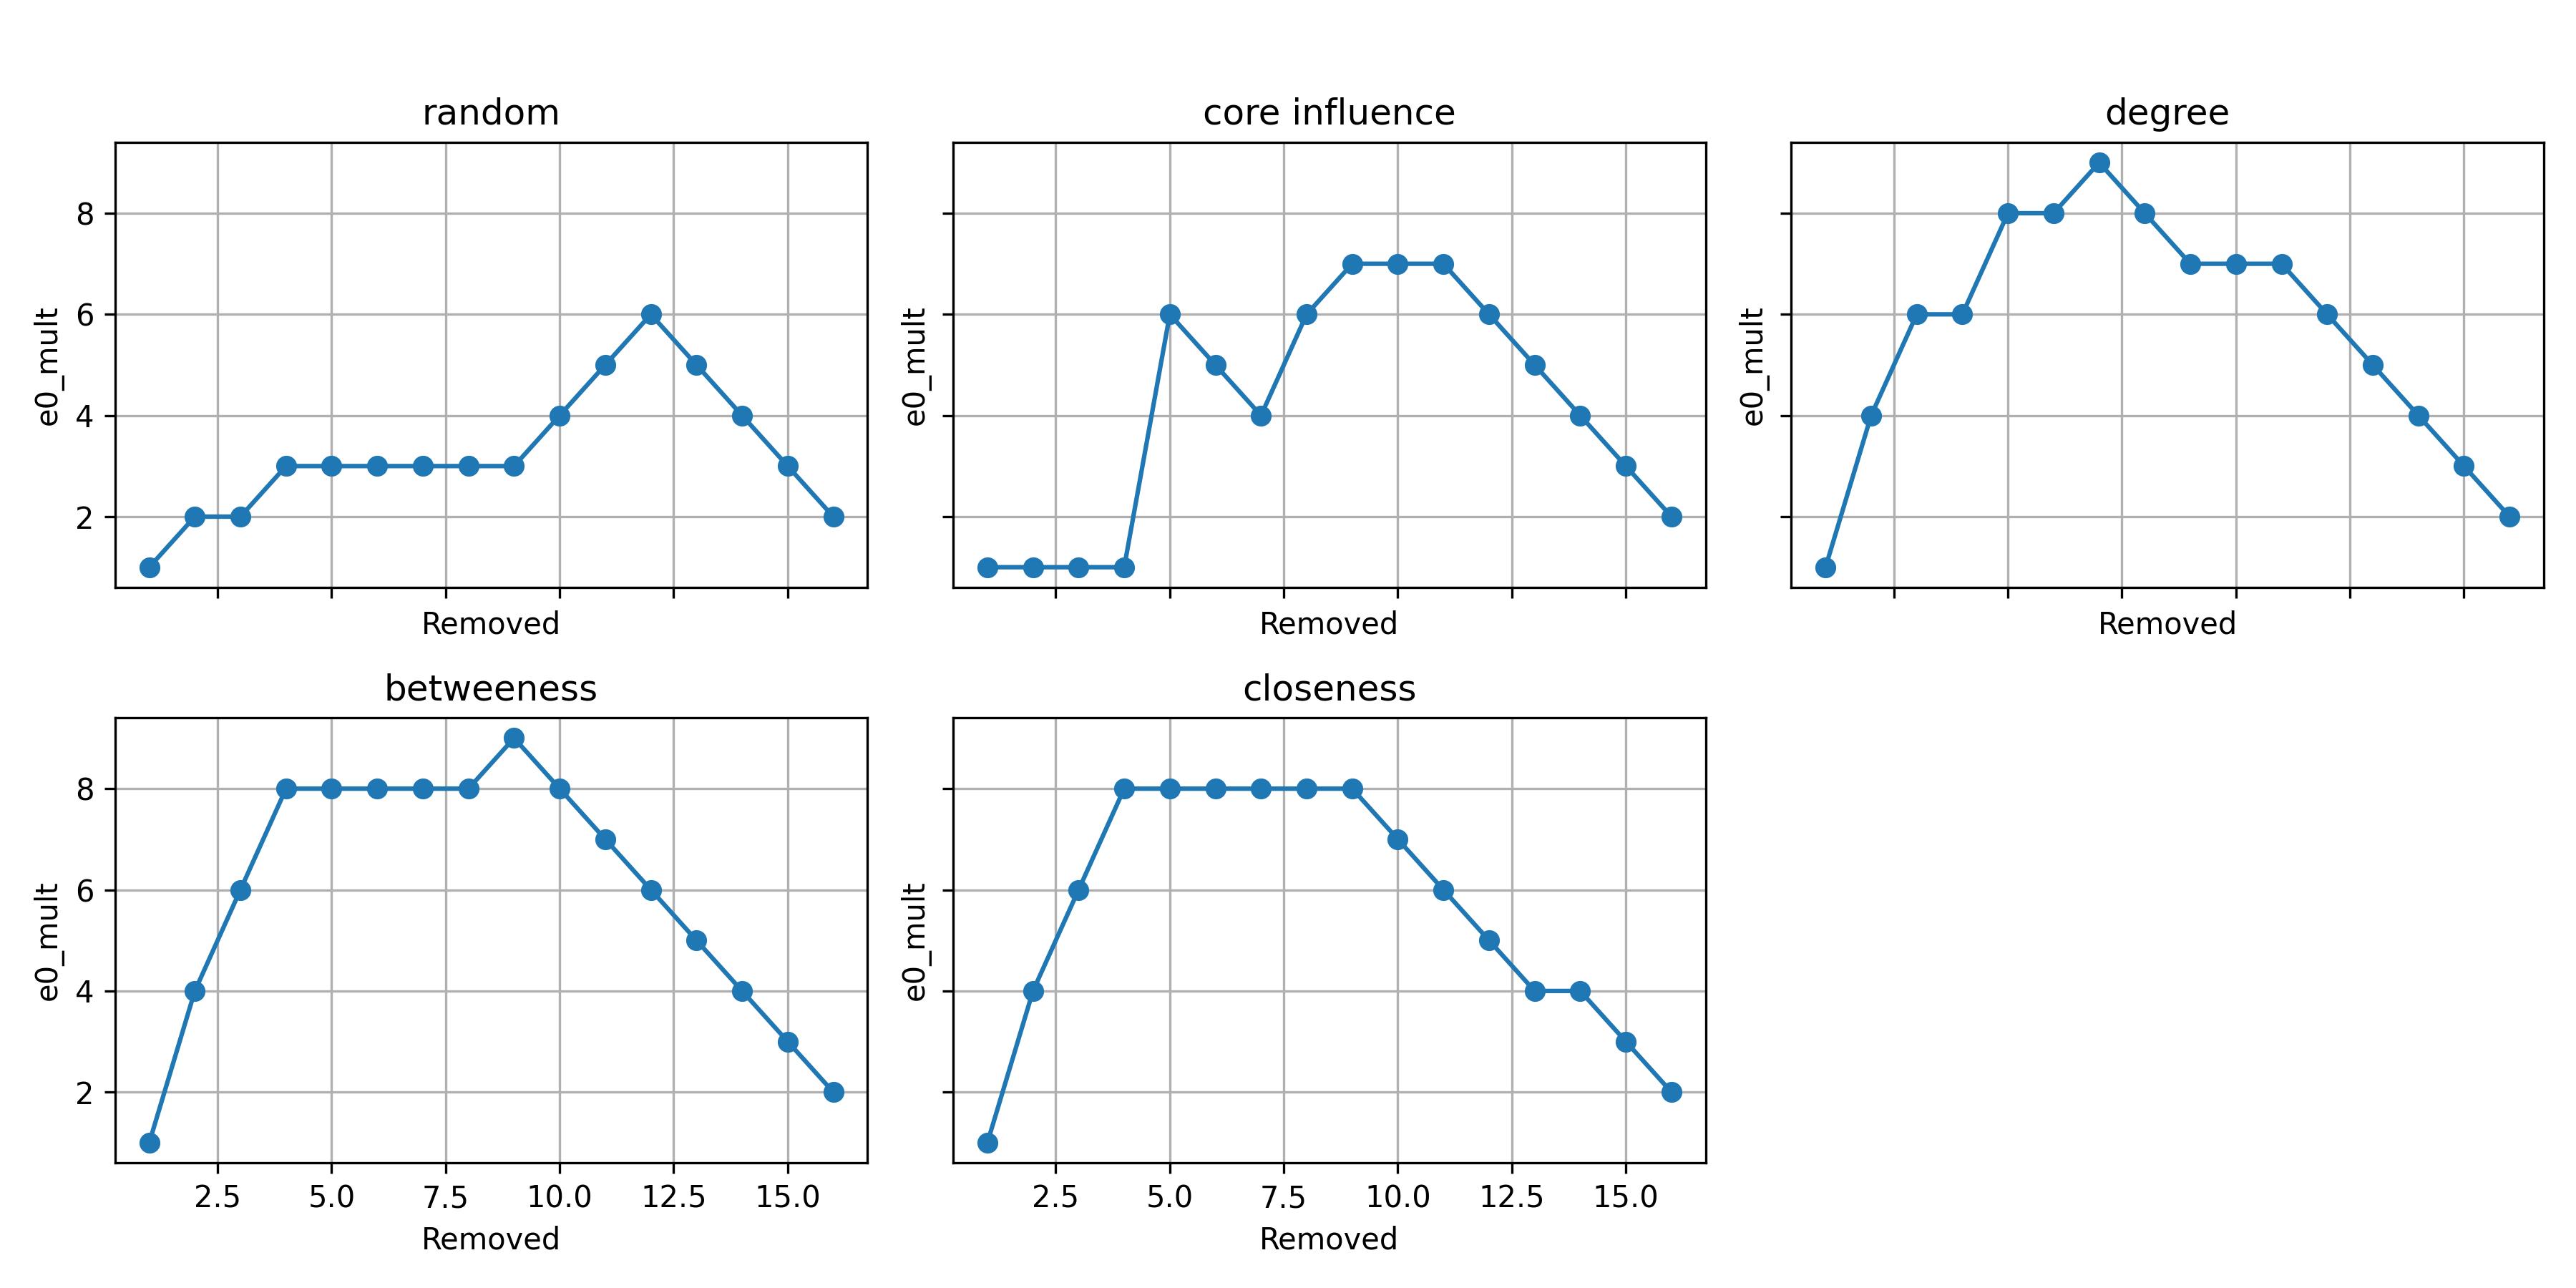 random
core influence
degree
8
6
4
2
e0_mult
e0_mult
e0_mult
Removed
Removed
Removed
betweeness
closeness
8
6
4
2
e0_mult
e0_mult
2.5 5.0 7.5 10.0 12.5 15.0
2.5 5.0 7.5 10.0 12.5 15.0
Removed
Removed